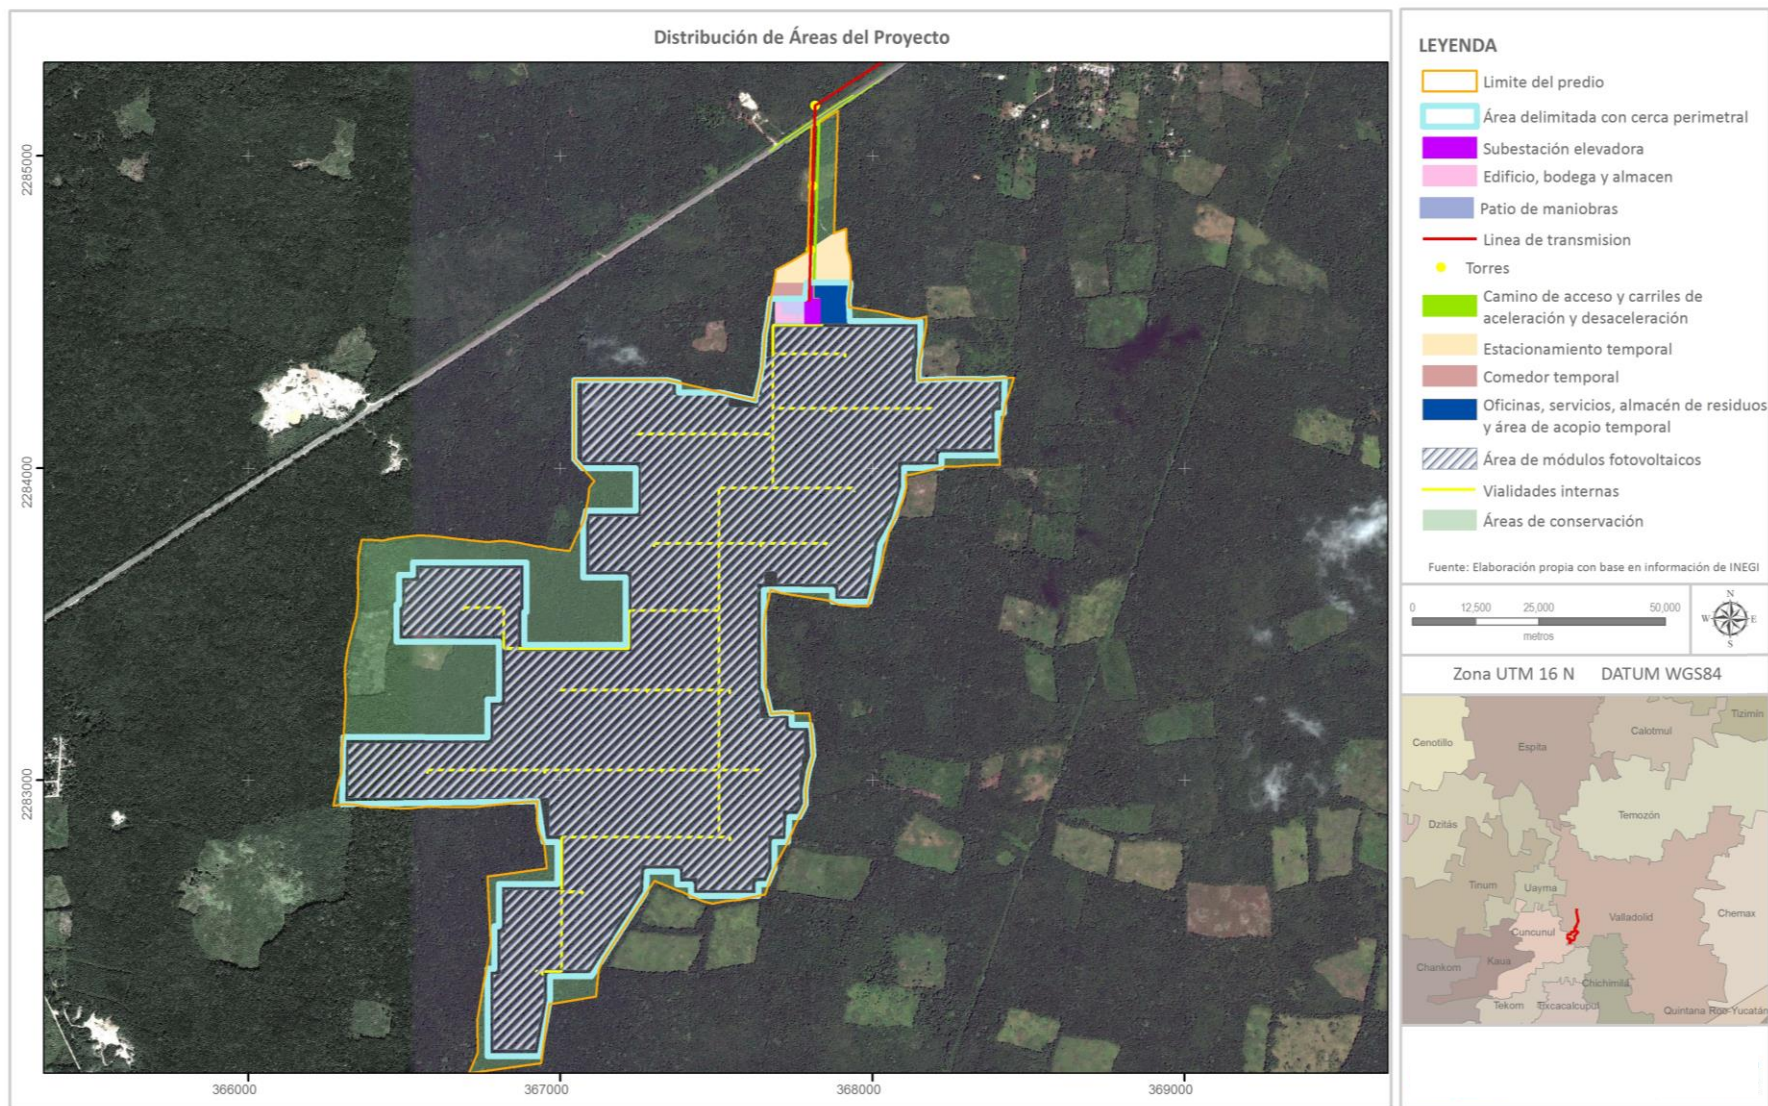 Distribución de Áreas del Proyecto
2285000
2284000
2283000
366000
367000
368000
369000
LEYENDA
Limite del predio
Área delimitada con cerca perimetral
Subestación elevadora
Edificio, bodega y almacen
Patio de maniobras
Linea de transmision
Torres
Camino de acceso y carriles de
aceleración y desaceleración
Estacionamiento temporal
Comedor temporal
Oficinas, servicios, almacén de residuos
y área de acopio temporal
Área de módulos fotovoltaicos
Vialidades internas
Áreas de conservación
Fuente: Elaboración propia con base en información de INEGI
0 12,500 25,000 50,000
metros
N
W E
S
Zona UTM 16 N DATUM WGS84
Tizimín
Cenotillo
Espita
Calotmul
Dzitás
Temozón
Tinum
Uayma
Valladolid
Chemax
Cuncunul
Kaua
Chankom
Chichimilá
Tekom
Quintana Roo-Yucatán